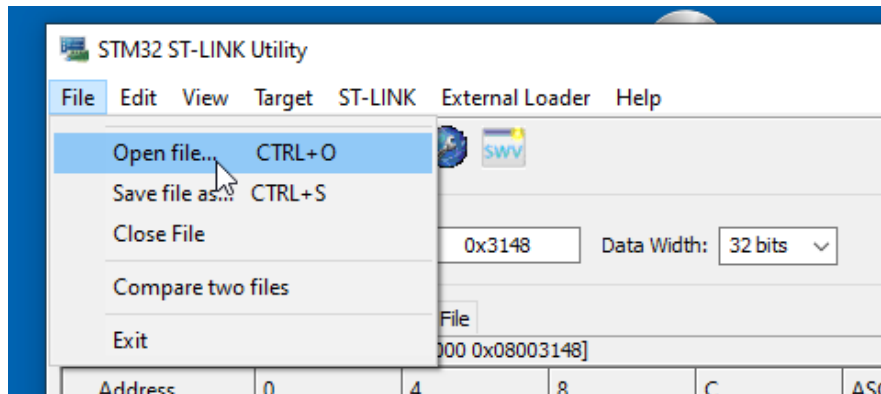 STM32 ST-LINK Utility
File Edit View Target ST-LINK External Loader Help
Open file... CTRL+O
SWV
Save file as... CTRL+S
Close File
0x3148 Data Width: 32 bits
Compare two files
File
Exit
000 0x08003148]
Address 0 4 8 C ASC